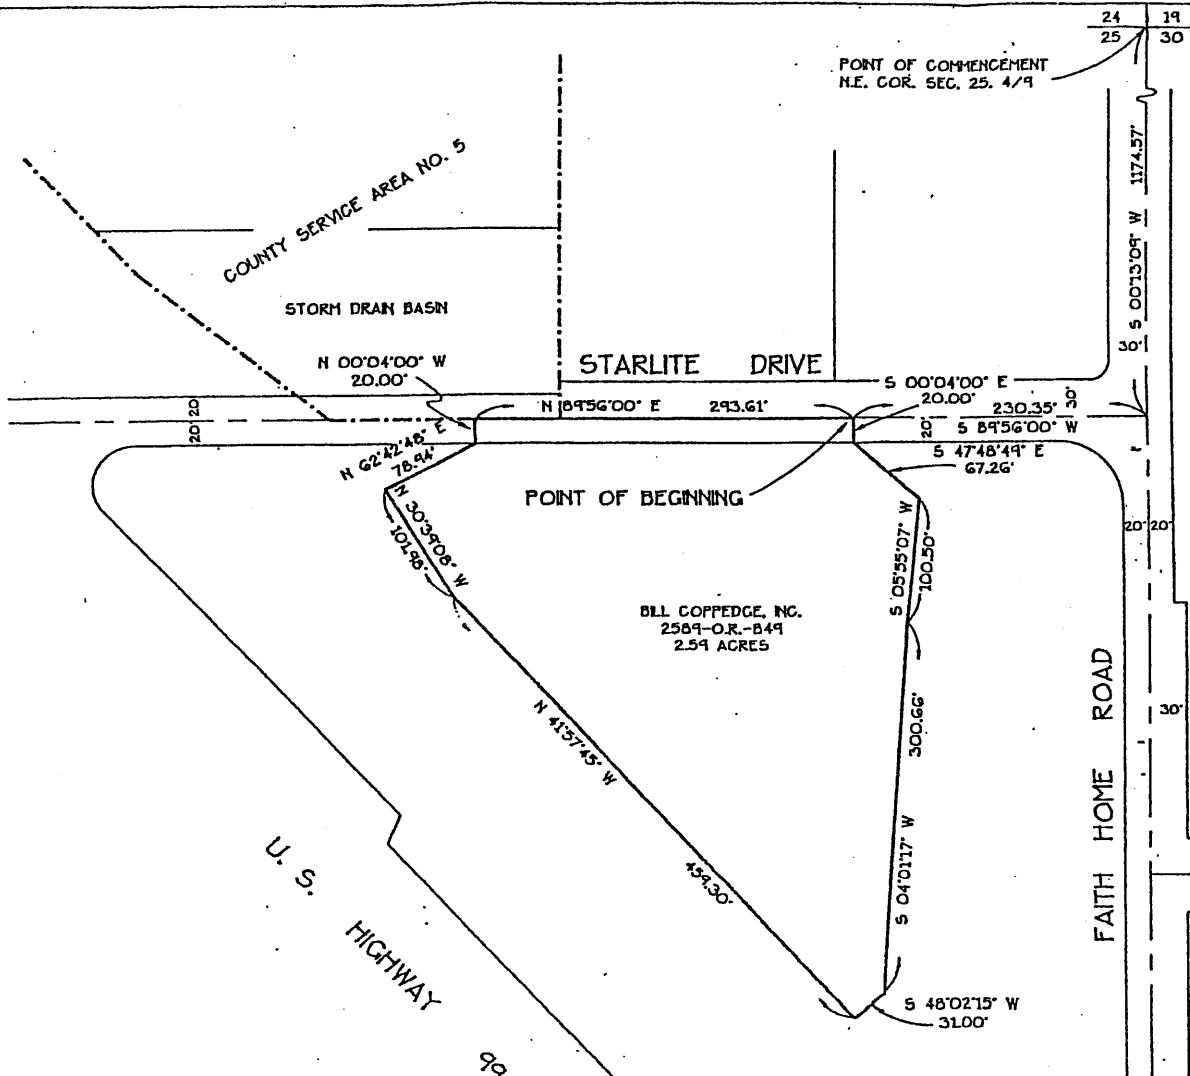 24 19
25 30
POINT OF COMMENCEMENT
N.E. COR. SEC. 25. 4/9
S 00°13'09" W 1174.57'
30'
COUNTY SERVICE AREA NO. 5
STORM DRAIN BASIN
N 00°04'00" W
20.00'
STARLITE DRIVE
S 00°04'00" E
20.00'
N 89°56'00" E 293.61'
230.35'
30'
S 89°56'00" W
20' 20'
20'
N 62°42'48" E
78.94'
S 47°48'49" E
67.26'
POINT OF BEGINNING
N 30°39'08" W
101.98'
S 05°55'07" W
100.50'
20' 20'
BILL COPPEDGE, INC.
2589-O.R.-849
2.59 ACRES
N 41°57'45" W
459.30'
300.66'
S 04°01'17" W
30'
FAITH HOME ROAD
U. S.
HIGHWAY
99
S 48°02'15" W
31.00'